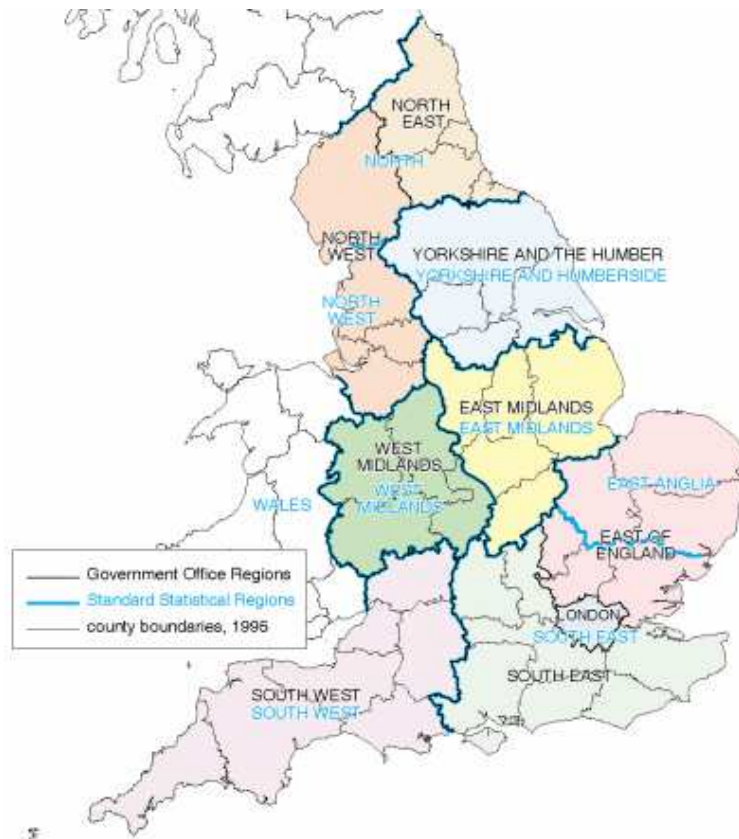 NORTH
EAST
NORTH
NORTH
WEST
YORKSHIRE AND THE HUMBER
YORKSHIRE AND HUMBERSIDE
NORTH
WEST
EAST MIDLANDS
EAST MIDLANDS
WEST
MIDLANDS
WEST
MIDLANDS
WALES
EAST ANGLIA
EAST OF
ENGLAND
Government Office Regions
Standard Statistical Regions
county boundaries, 1995
LONDON
SOUTH EAST
SOUTH EAST
SOUTH WEST
SOUTH WEST